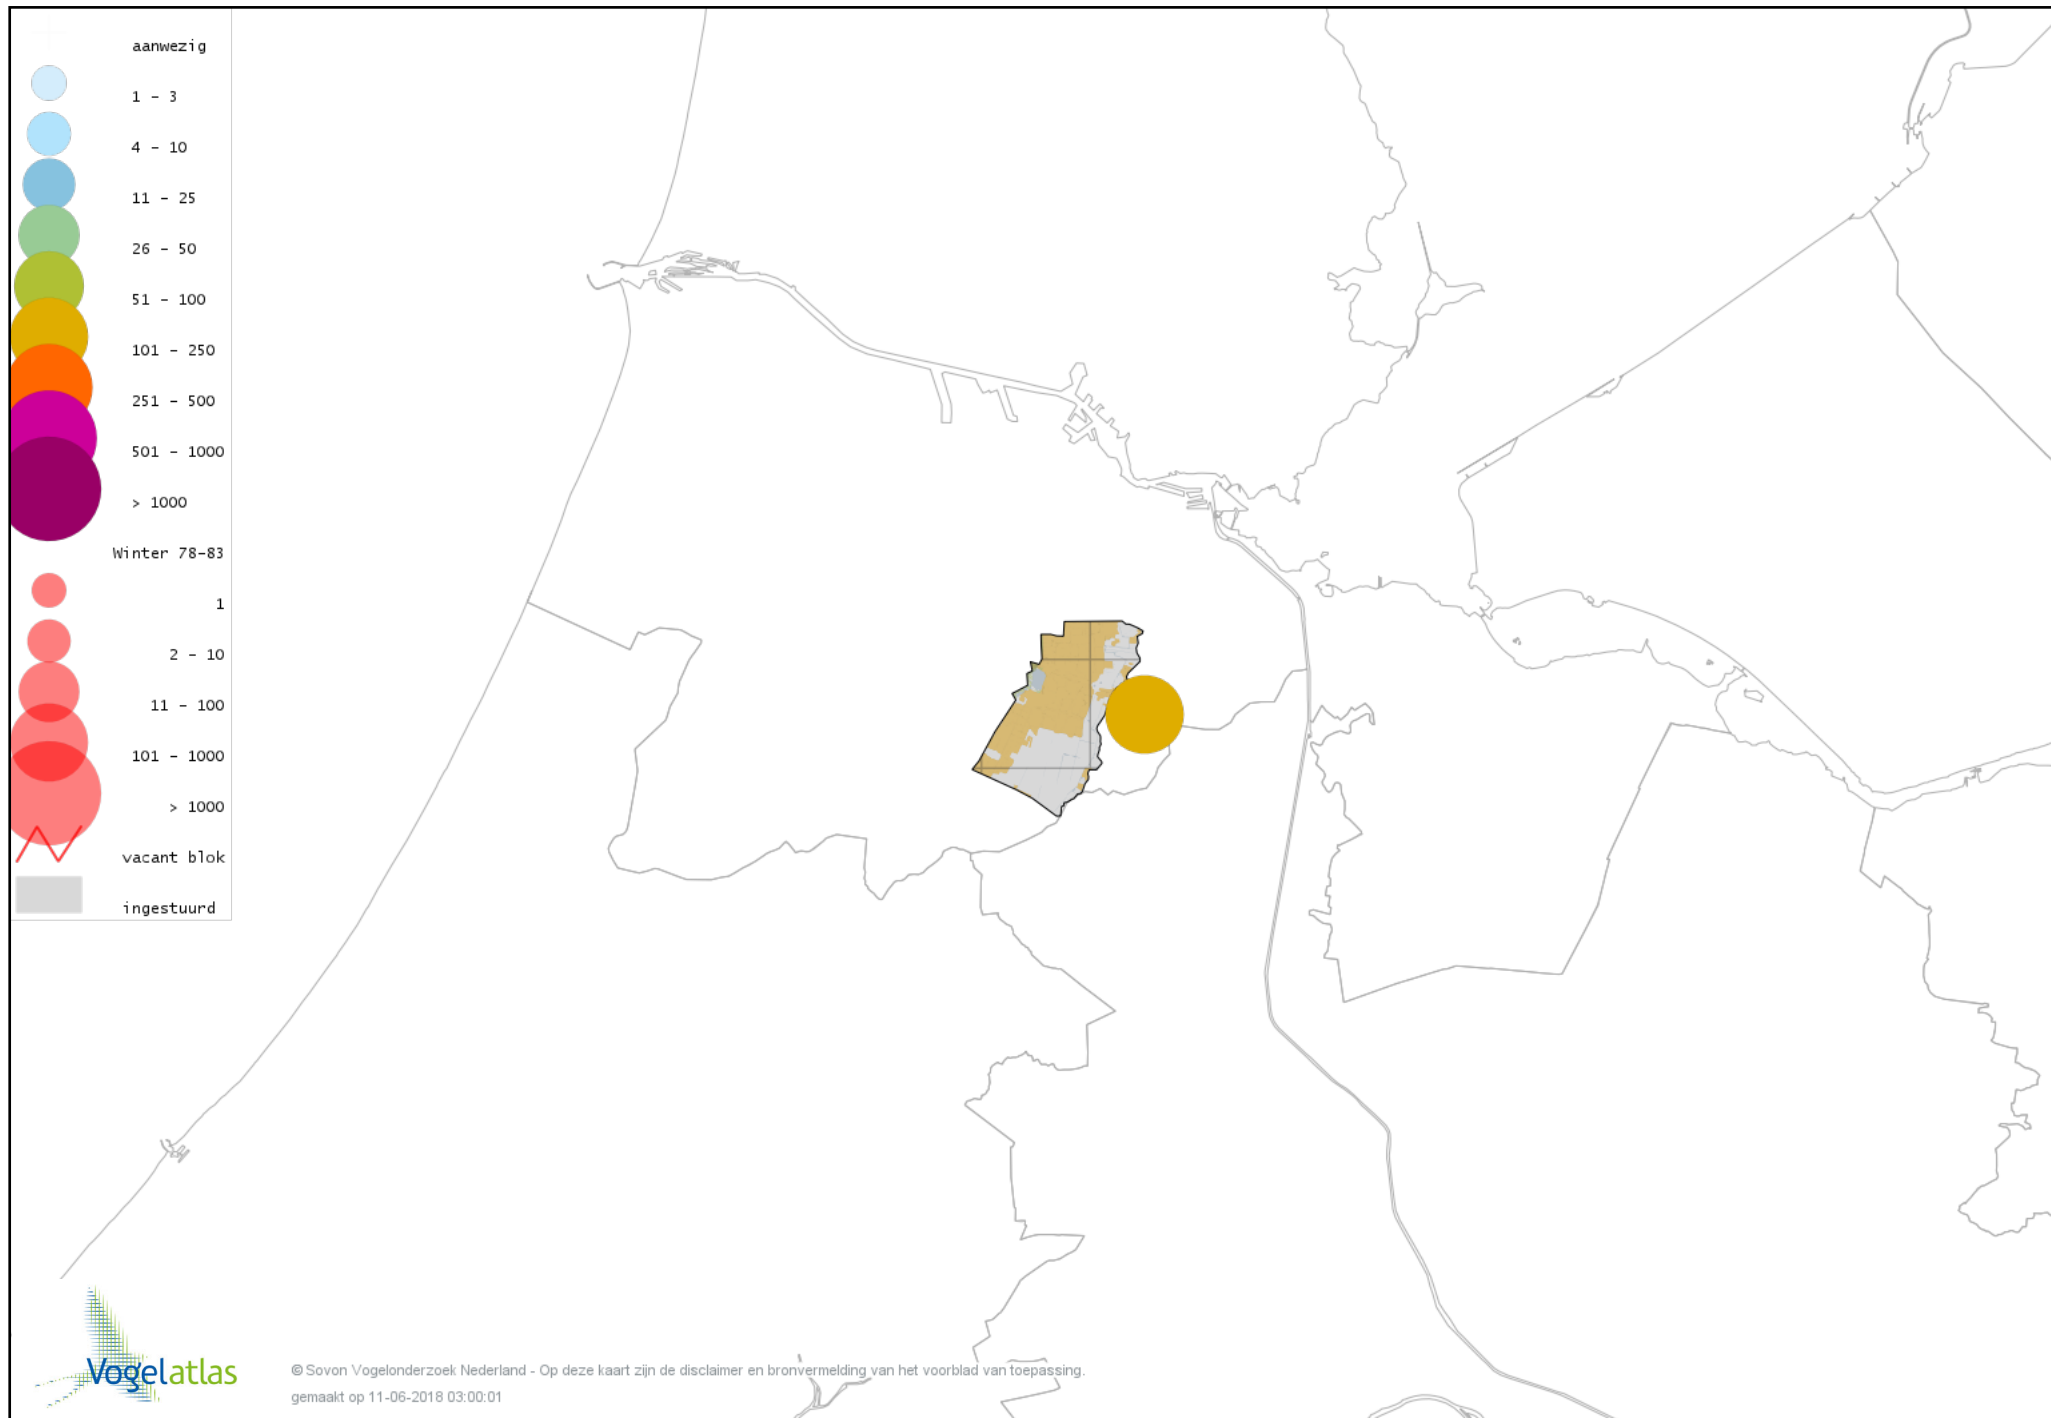 aanwezig
1 - 3
4 - 10
11 - 25
26 - 50
51 - 100
101 - 250
251 - 500
501 - 1000
> 1000
Winter 78-83
1
2 - 10
11 - 100
101 - 1000
> 1000
vacant blok
ingestuurd
Vogelatlas
© Sovon Vogelonderzoek Nederland - Op deze kaart zijn de disclaimer en bronvermelding van het voorblad van toepassing.
gemaakt op 11-06-2018 03:00:01